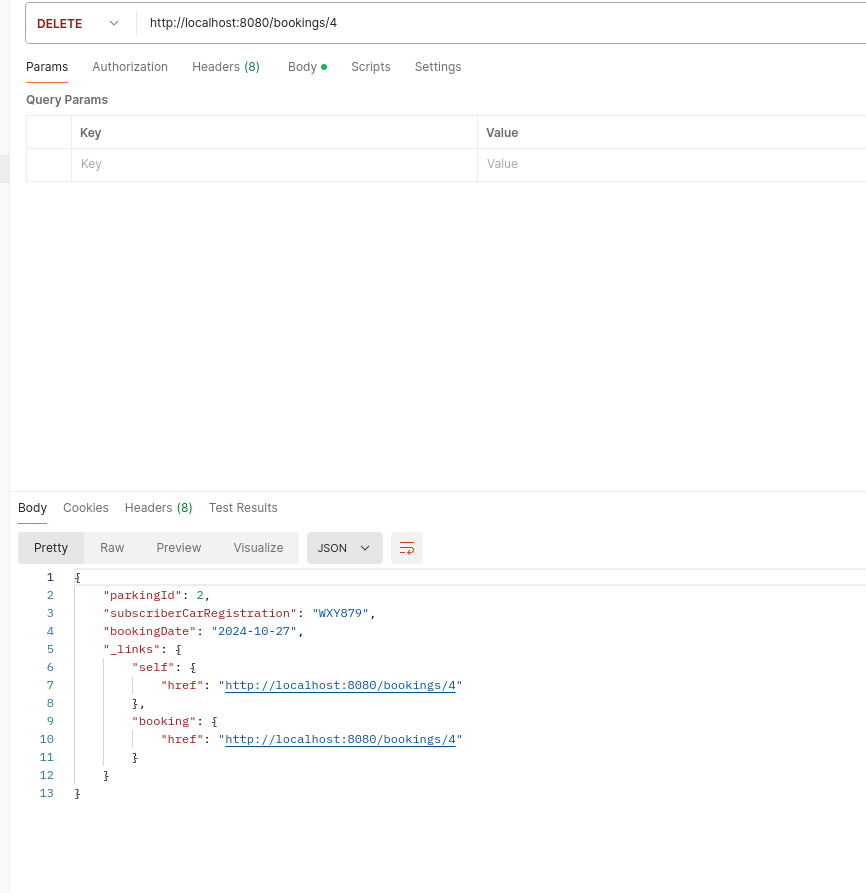 DELETE http://localhost:8080/bookings/4
Params Authorization Headers (8) Body Scripts Settings
Query Params
Key Value
Key Value
Body Cookies Headers (8) Test Results
Pretty Raw Preview Visualize JSON
1 {
2 "parkingId": 2,
3 "subscriberCarRegistration": "WXY879",
4 "bookingDate": "2024-10-27",
5 "_links": {
6 "self": {
7 "href": "http://localhost:8080/bookings/4"
8 },
9 "booking": {
10 "href": "http://localhost:8080/bookings/4"
11 }
12 }
13 }